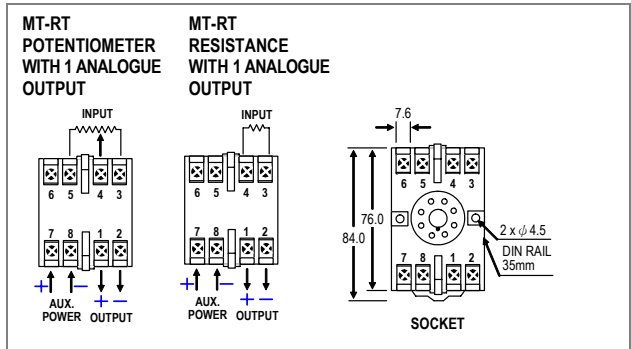 MT-RT
POTENTIOMETER
WITH 1 ANALOGUE
OUTPUT
INPUT
6 5 4 3
7 8 1 2
+ − + −
AUX.
POWER OUTPUT
MT-RT
RESISTANCE
WITH 1 ANALOGUE
OUTPUT
INPUT
6 5 4 3
7 8 1 2
+ − + −
AUX.
POWER OUTPUT
7.6
6 5 4 3
76.0
84.0
2 x ϕ 4.5
DIN RAIL
35mm
7 8 1 2
SOCKET